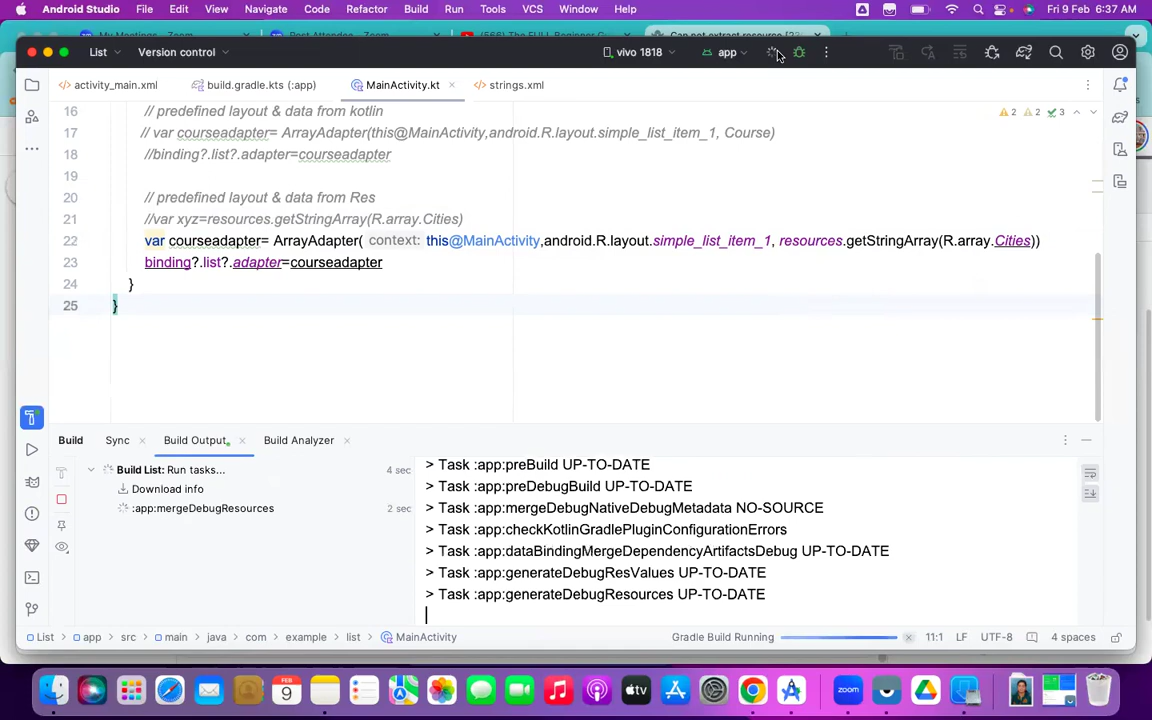 Android Studio File Edit View Navigate Code Refactor Build Run Tools VCS Window Help Fri 9 Feb 6:37 AM
List Version control vivo 1818 app
activity_main.xml build.gradle.kts (:app) MainActivity.kt strings.xml
16 // predefined layout & data from kotlin
17 // var courseadapter= ArrayAdapter(this@MainActivity,android.R.layout.simple_list_item_1, Course)
18 //binding?.list?.adapter=courseadapter
19
20 // predefined layout & data from Res
21 //var xyz=resources.getStringArray(R.array.Cities)
22 var courseadapter= ArrayAdapter( context: this@MainActivity,android.R.layout.simple_list_item_1, resources.getStringArray(R.array.Cities))
23 binding?.list?.adapter=courseadapter
24 }
25 }
2 2 3
Build Sync Build Output Build Analyzer
Build List: Run tasks... 4 sec
Download info
:app:mergeDebugResources 2 sec
> Task :app:preBuild UP-TO-DATE
> Task :app:preDebugBuild UP-TO-DATE
> Task :app:mergeDebugNativeDebugMetadata NO-SOURCE
> Task :app:checkKotlinGradlePluginConfigurationErrors
> Task :app:dataBindingMergeDependencyArtifactsDebug UP-TO-DATE
> Task :app:generateDebugResValues UP-TO-DATE
> Task :app:generateDebugResources UP-TO-DATE
List app src main java com example list MainActivity Gradle Build Running 11:1 LF UTF-8 4 spaces
FEB
9
tv
zoom